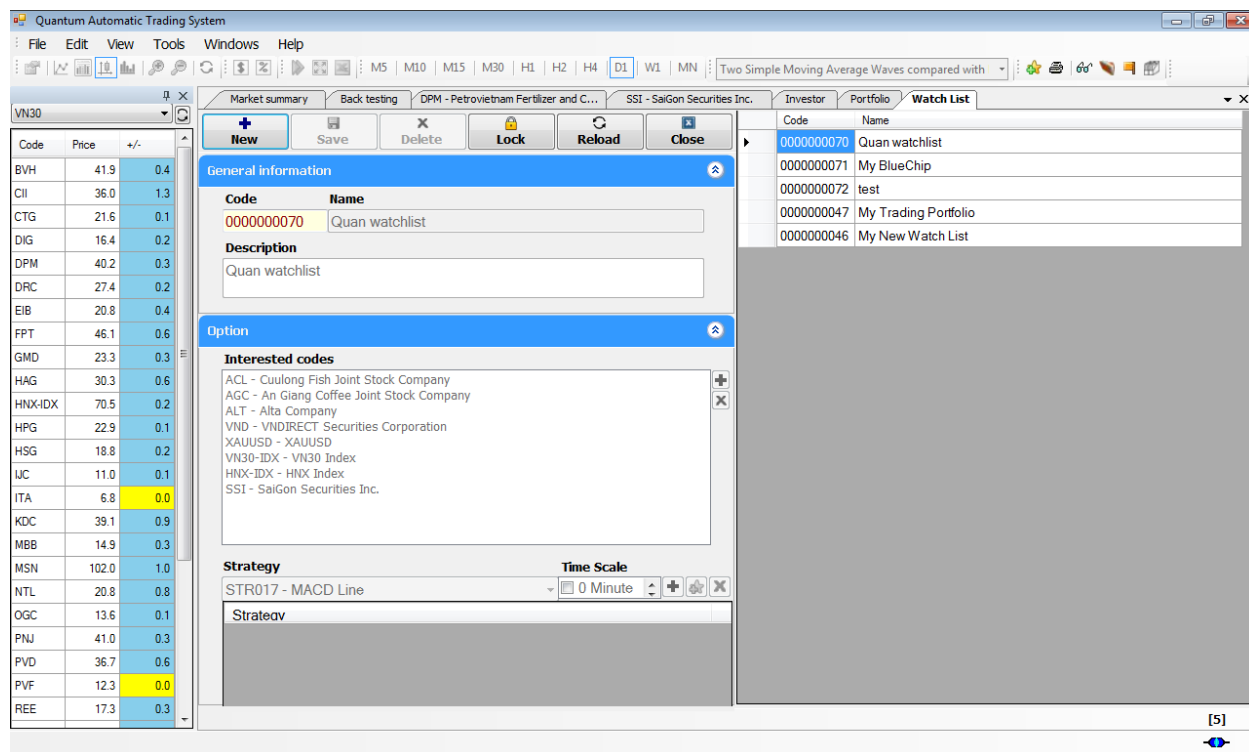 Quantum Automatic Trading System
File Edit View Tools Windows Help
M5 M10 M15 M30 H1 H2 H4 D1 W1 MN Two Simple Moving Average Waves compared with
VN30
Code Price +/-
BVH 41.9 0.4
CII 36.0 1.3
CTG 21.6 0.1
DIG 16.4 0.2
DPM 40.2 0.3
DRC 27.4 0.2
EIB 20.8 0.4
FPT 46.1 0.6
GMD 23.3 0.3
HAG 30.3 0.6
HNX-IDX 70.5 0.2
HPG 22.9 0.1
HSG 18.8 0.2
IJC 11.0 0.1
ITA 6.8 0.0
KDC 39.1 0.9
MBB 14.9 0.3
MSN 102.0 1.0
NTL 20.8 0.8
OGC 13.6 0.1
PNJ 41.0 0.3
PVD 36.7 0.6
PVF 12.3 0.0
REE 17.3 0.3
Market summary Back testing DPM - Petrovietnam Fertilizer and C... SSI - SaiGon Securities Inc. Investor Portfolio Watch List
New Save Delete Lock Reload Close
General information
Code Name
0000000070 Quan watchlist
Description
Quan watchlist
Option
Interested codes
ACL - Cuulong Fish Joint Stock Company
AGC - An Giang Coffee Joint Stock Company
ALT - Alta Company
VND - VNDIRECT Securities Corporation
XAUUSD - XAUUSD
VN30-IDX - VN30 Index
HNX-IDX - HNX Index
SSI - SaiGon Securities Inc.
Strategy Time Scale
STR017 - MACD Line 0 Minute
Strategy
Code Name
0000000070 Quan watchlist
0000000071 My BlueChip
0000000072 test
0000000047 My Trading Portfolio
0000000046 My New Watch List
[5]